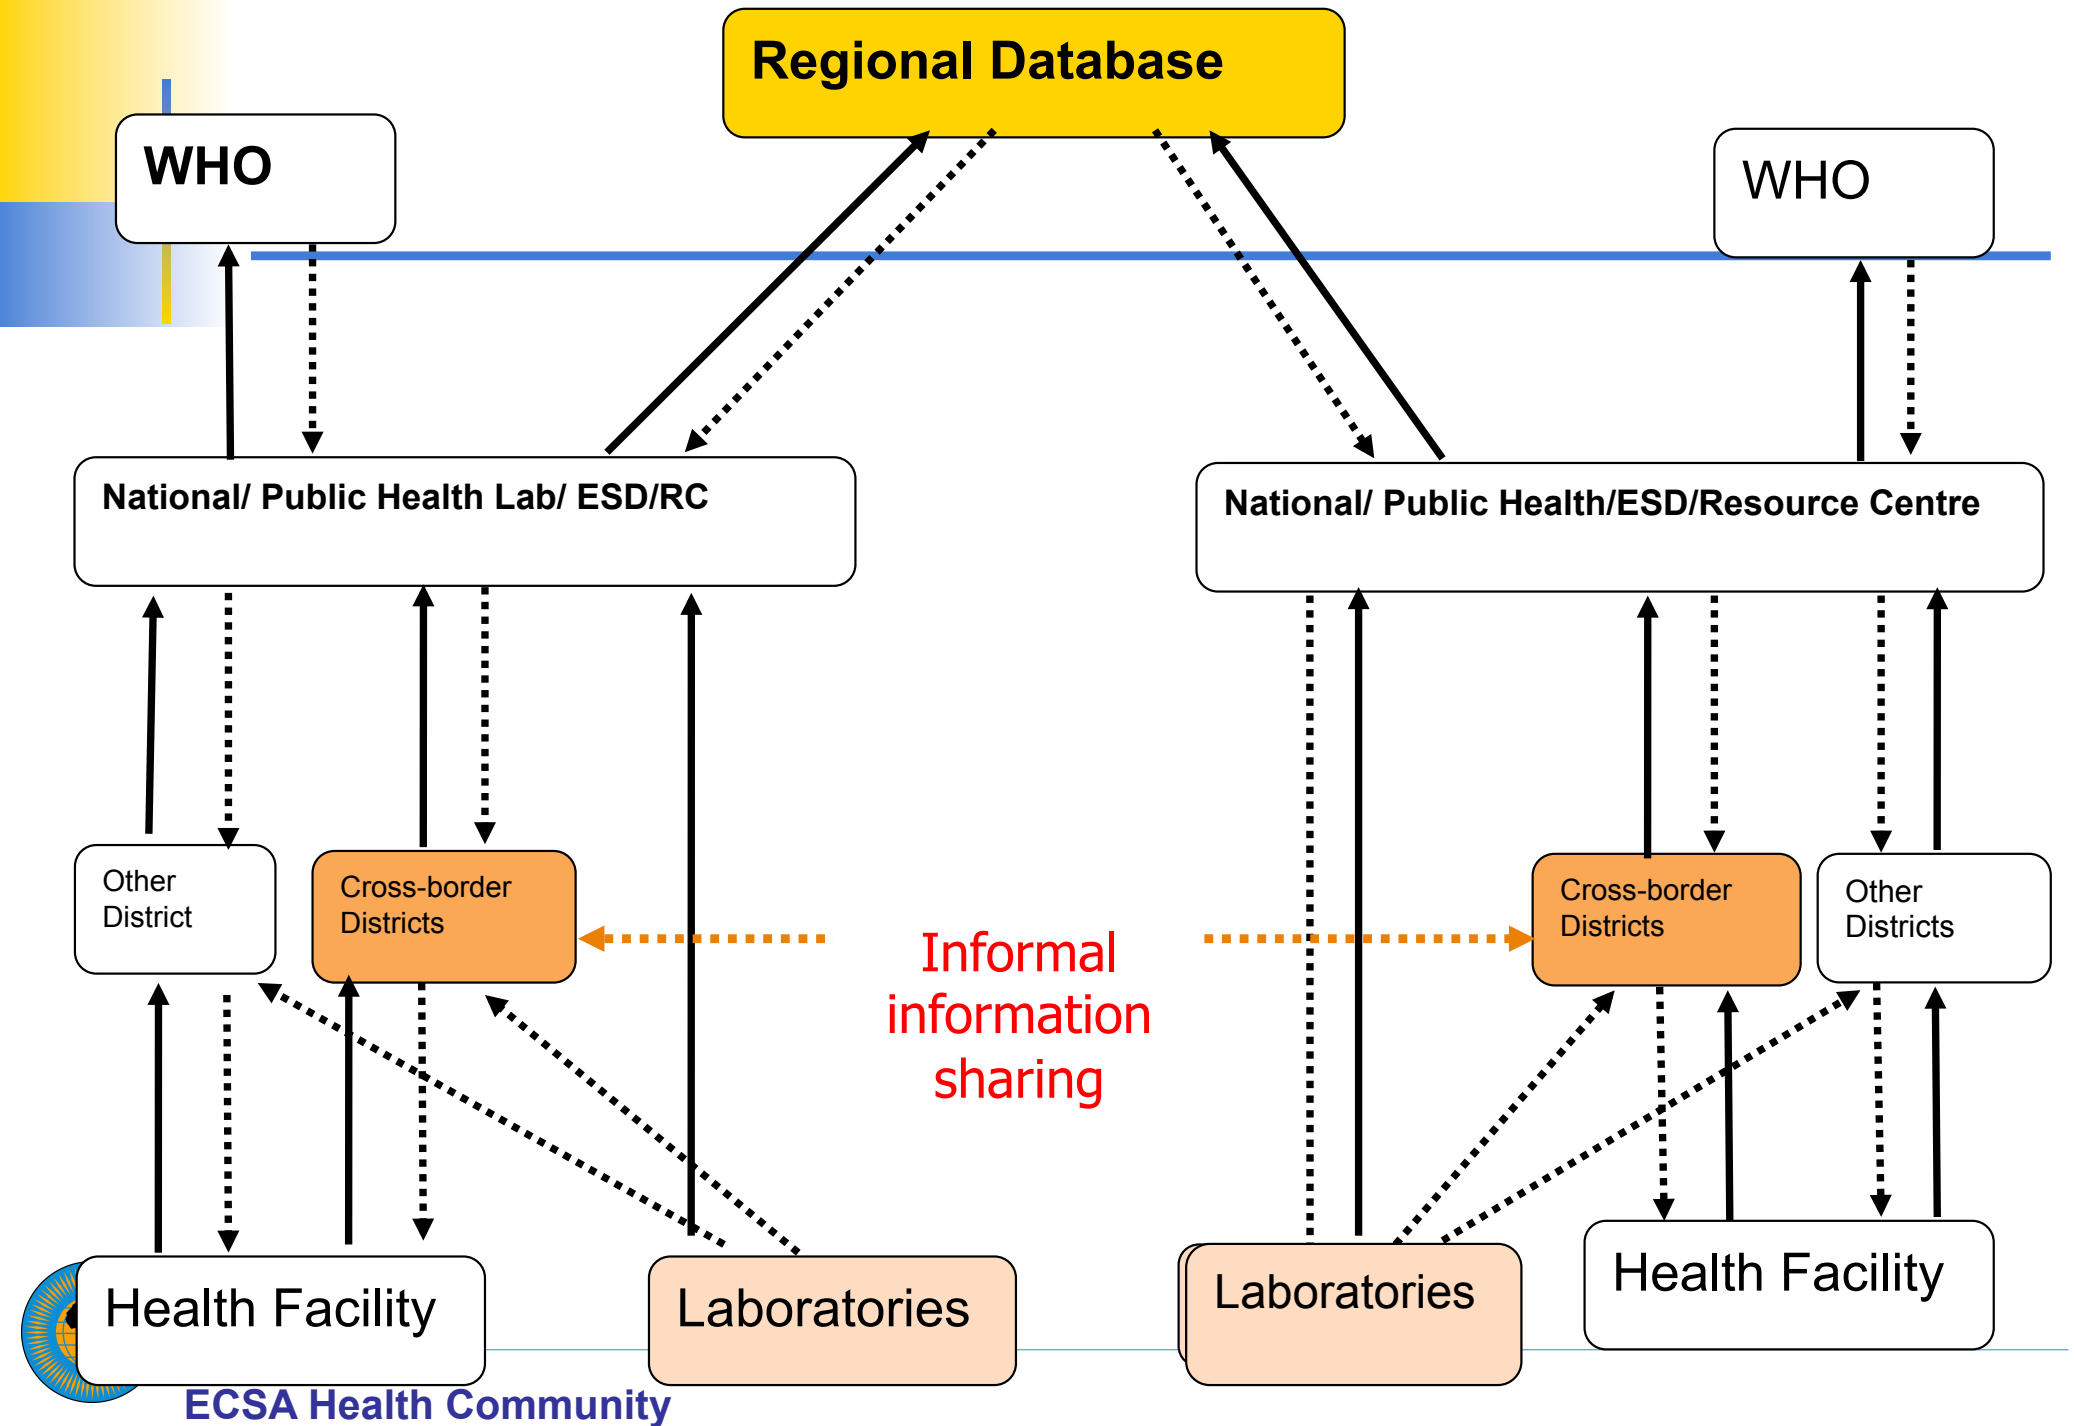 Regional Database
WHO
WHO
National/ Public Health Lab/ ESD/RC
National/ Public Health/ESD/Resource Centre
Other
District
Cross-border
Districts
Cross-border
Districts
Other
Districts
Informal
information
sharing
Health Facility
Laboratories
Laboratories
Health Facility
ECSA Health Community